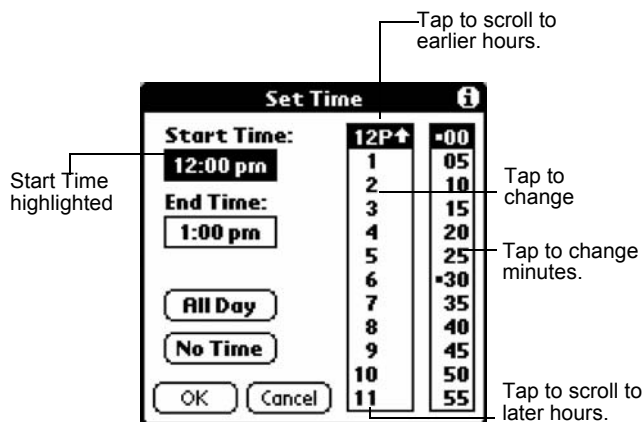 Tap to scroll to
earlier hours.
Set Time
Start Time:
12:00 pm
Start Time
highlighted
End Time:
1:00 pm
All Day
No Time
OK
Cancel
12P
1
2
3
4
5
6
7
8
9
10
11
00
05
10
15
20
25
30
35
40
45
50
55
Tap to
change
Tap to change
minutes.
Tap to scroll to
later hours.